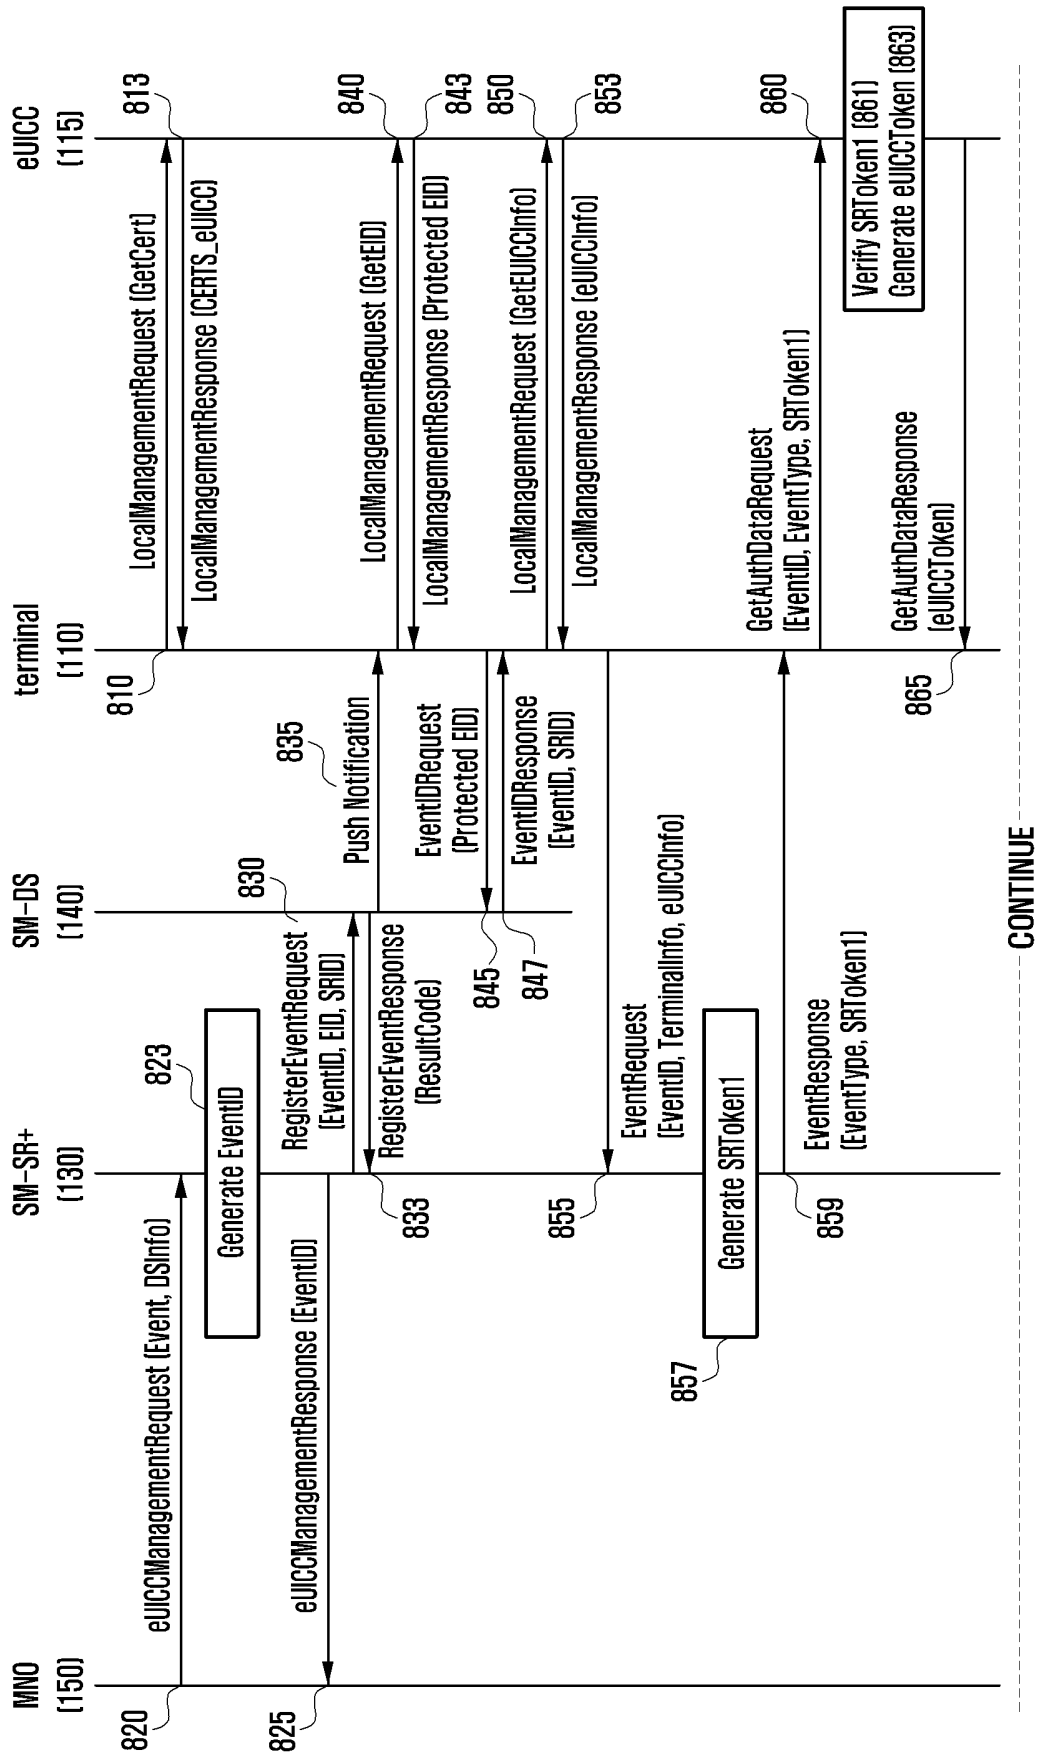 MNO
(150)
SM-SR+
(130)
SM-DS
(140)
terminal
(110)
eUICC
(115)
810
LocalManagementRequest (GetCert)
813
LocalManagementResponse (CERTS_eUICC)
820
eUICCManagementRequest (Event, DSInfo)
823
Generate EventID
825
eUICCManagementResponse (EventID)
830
RegisterEventRequest
(EventID, EID, SRID)
833
RegisterEventResponse
(ResultCode)
835
Push Notification
840
LocalManagementRequest (GetEID)
843
LocalManagementResponse (Protected EID)
845
EventIDRequest
(Protected EID)
847
EventIDResponse
(EventID, SRID)
850
LocalManagementRequest (GetEUICCInfo)
853
LocalManagementResponse (eUICCInfo)
855
EventRequest
(EventID, TerminalInfo, eUICCInfo)
857
Generate SRToken1
859
EventResponse
(EventType, SRToken1)
860
GetAuthDataRequest
(EventID, EventType, SRToken1)
Verify SRToken1 (861)
Generate eUICCToken (863)
865
GetAuthDataResponse
(eUICCToken)
CONTINUE